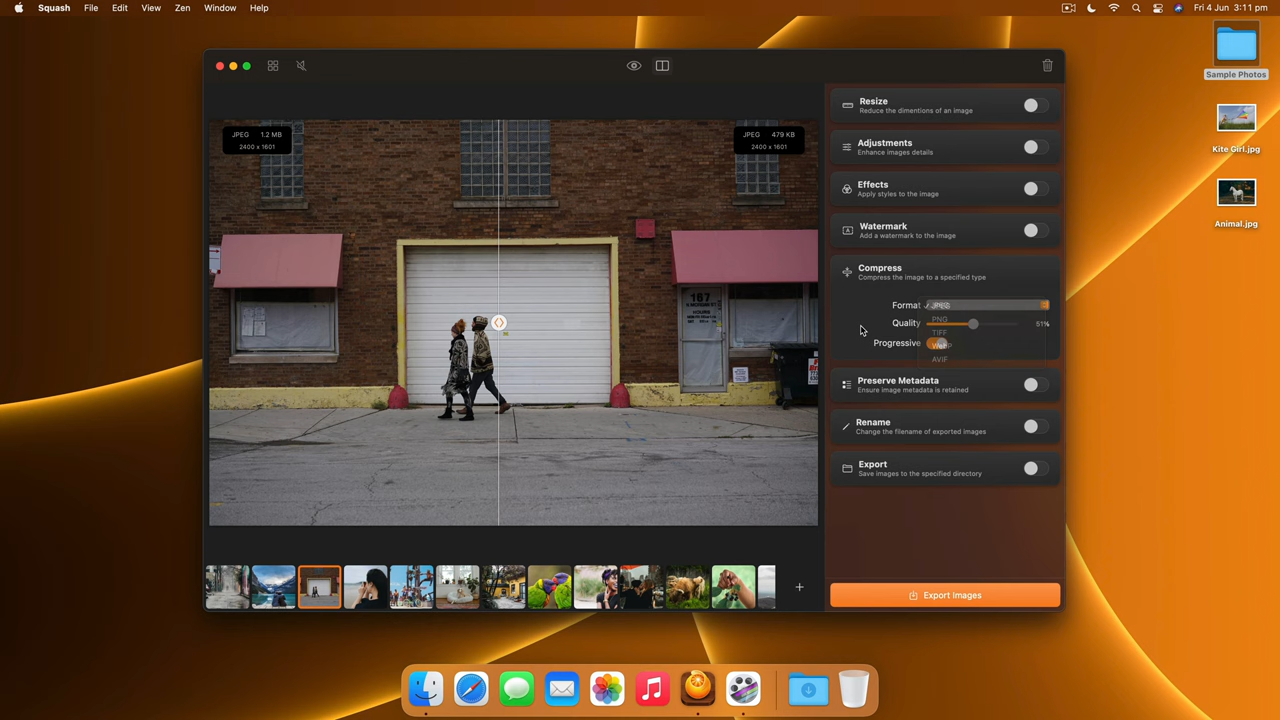 Squash File Edit View Zen Window Help
Fri 4 Jun 3:11 pm
Sample Photos
Kite Girl.jpg
Animal.jpg
JPEG 1.2 MB
2400 x 1601
JPEG 479 KB
2400 x 1601
167
Resize
Reduce the dimentions of an image
Adjustments
Enhance images details
Effects
Apply styles to the image
Watermark
Add a watermark to the image
Compress
Compress the image to a specified type
Format ✓ JPEG
PNG
Quality 51%
TIFF
Progressive WebP
AVIF
Preserve Metadata
Ensure image metadata is retained
Rename
Change the filename of exported images
Export
Save images to the specified directory
Export Images